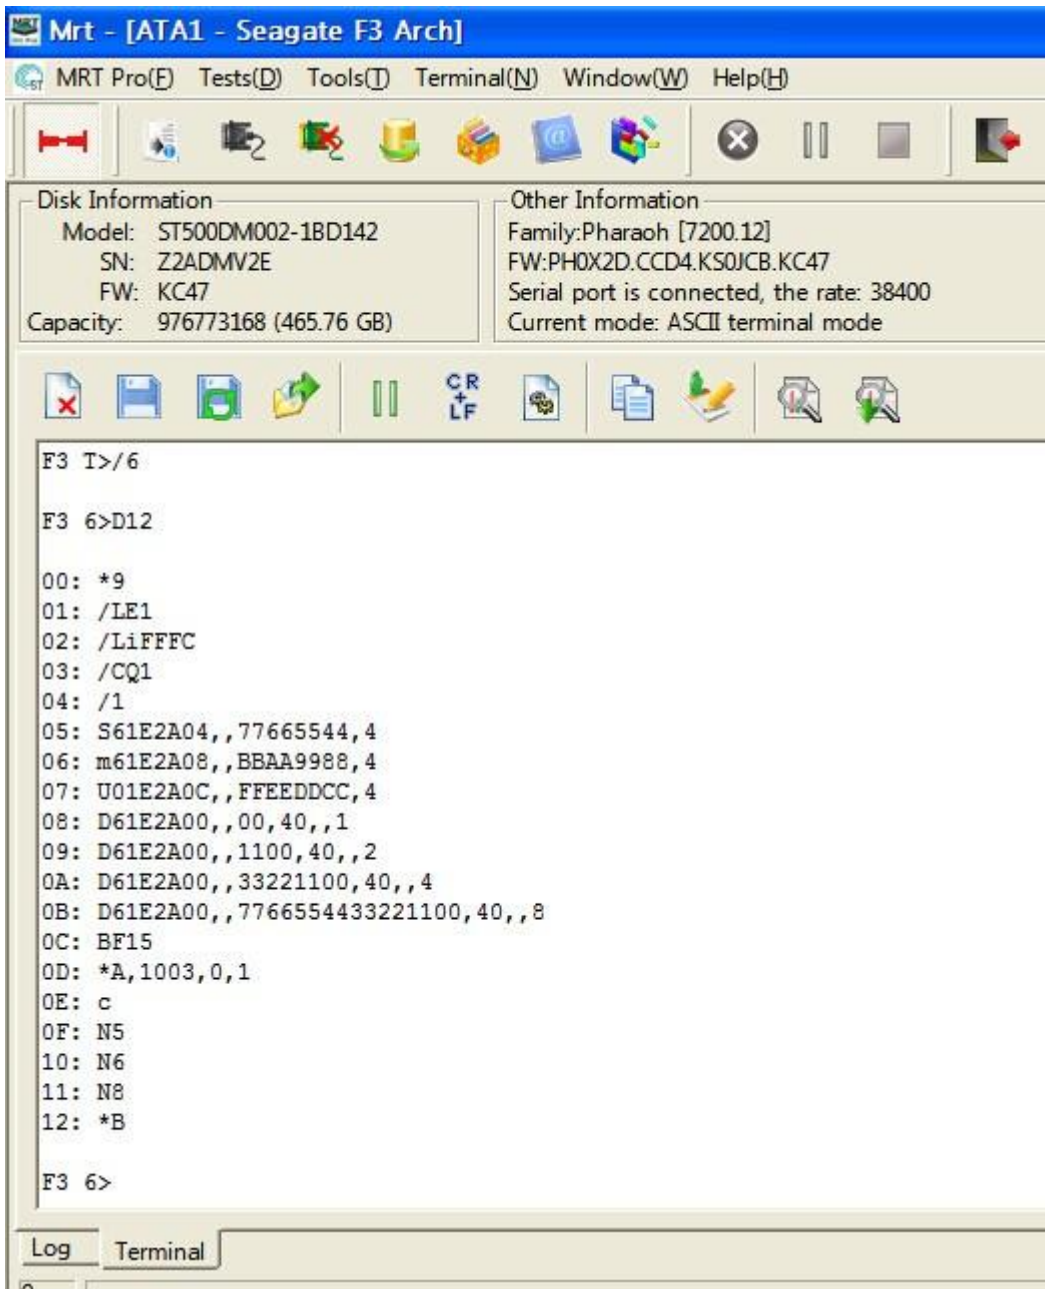 Mrt - [ATA1 - Seagate F3 Arch]
MRT Pro(F) Tests(D) Tools(T) Terminal(N) Window(W) Help(H)
Disk Information
Model: ST500DM002-1BD142
SN: Z2ADMV2E
FW: KC47
Capacity: 976773168 (465.76 GB)
Other Information
Family:Pharaoh [7200.12]
FW:PH0X2D.CCD4.KS0JCB.KC47
Serial port is connected, the rate: 38400
Current mode: ASCII terminal mode
CR
+
LF
F3 T>/6
F3 6>D12
00: *9
01: /LE1
02: /LiFFFC
03: /CQ1
04: /1
05: S61E2A04,,77665544,4
06: m61E2A08,,BBAA9988,4
07: U01E2A0C,,FFEEDDCC,4
08: D61E2A00,,00,40,,1
09: D61E2A00,,1100,40,,2
0A: D61E2A00,,33221100,40,,4
0B: D61E2A00,,7766554433221100,40,,8
0C: BF15
0D: *A,1003,0,1
0E: c
0F: N5
10: N6
11: N8
12: *B
F3 6>
Log Terminal